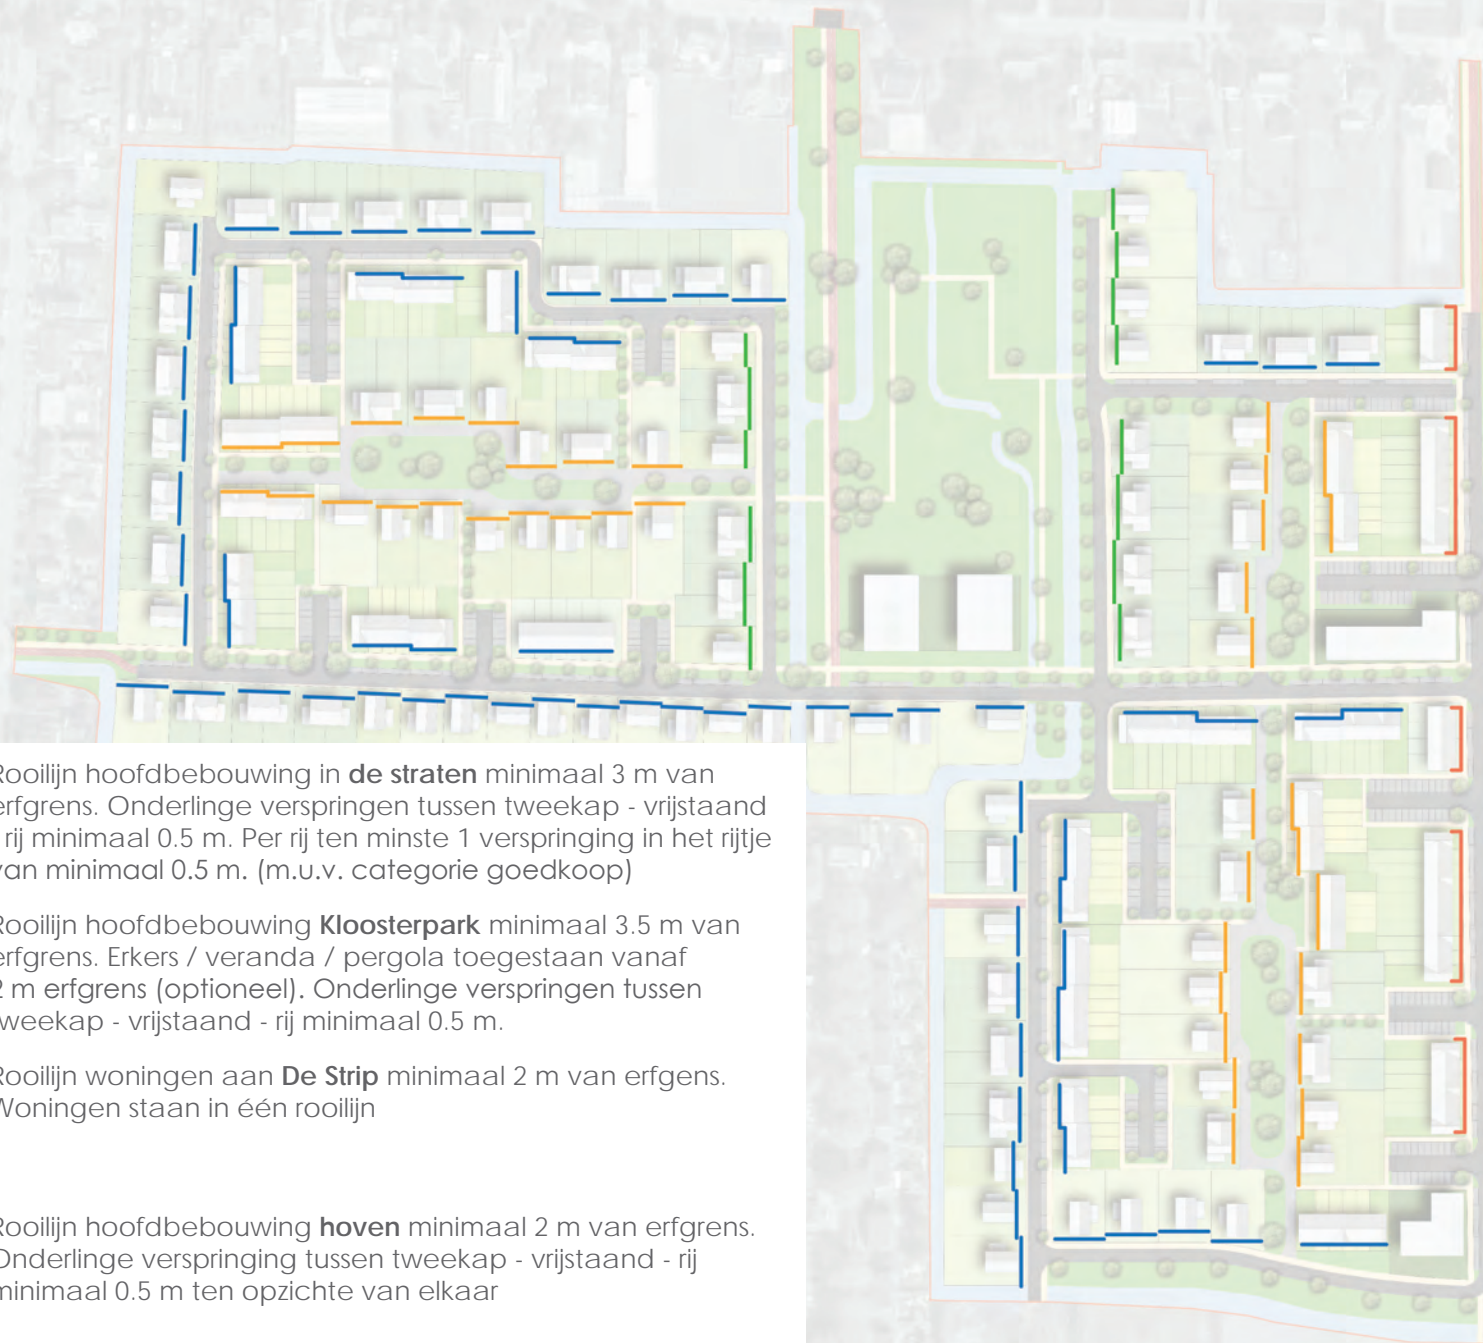 Rooilijn hoofdbebouwing in de straten minimaal 3 m van
erfgrens. Onderlinge verspringen tussen tweekap - vrijstaand
- rij minimaal 0.5 m. Per rij ten minste 1 verspringing in het rijtje
van minimaal 0.5 m. (m.u.v. categorie goedkoop)
Rooilijn hoofdbebouwing Kloosterpark minimaal 3.5 m van
erfgrens. Erkers / veranda / pergola toegestaan vanaf
2 m erfgrens (optioneel). Onderlinge verspringen tussen
tweekap - vrijstaand - rij minimaal 0.5 m.
Rooilijn woningen aan De Strip minimaal 2 m van erfgens.
Woningen staan in één rooilijn
Rooilijn hoofdbebouwing hoven minimaal 2 m van erfgrens.
Onderlinge verspringing tussen tweekap - vrijstaand - rij
minimaal 0.5 m ten opzichte van elkaar